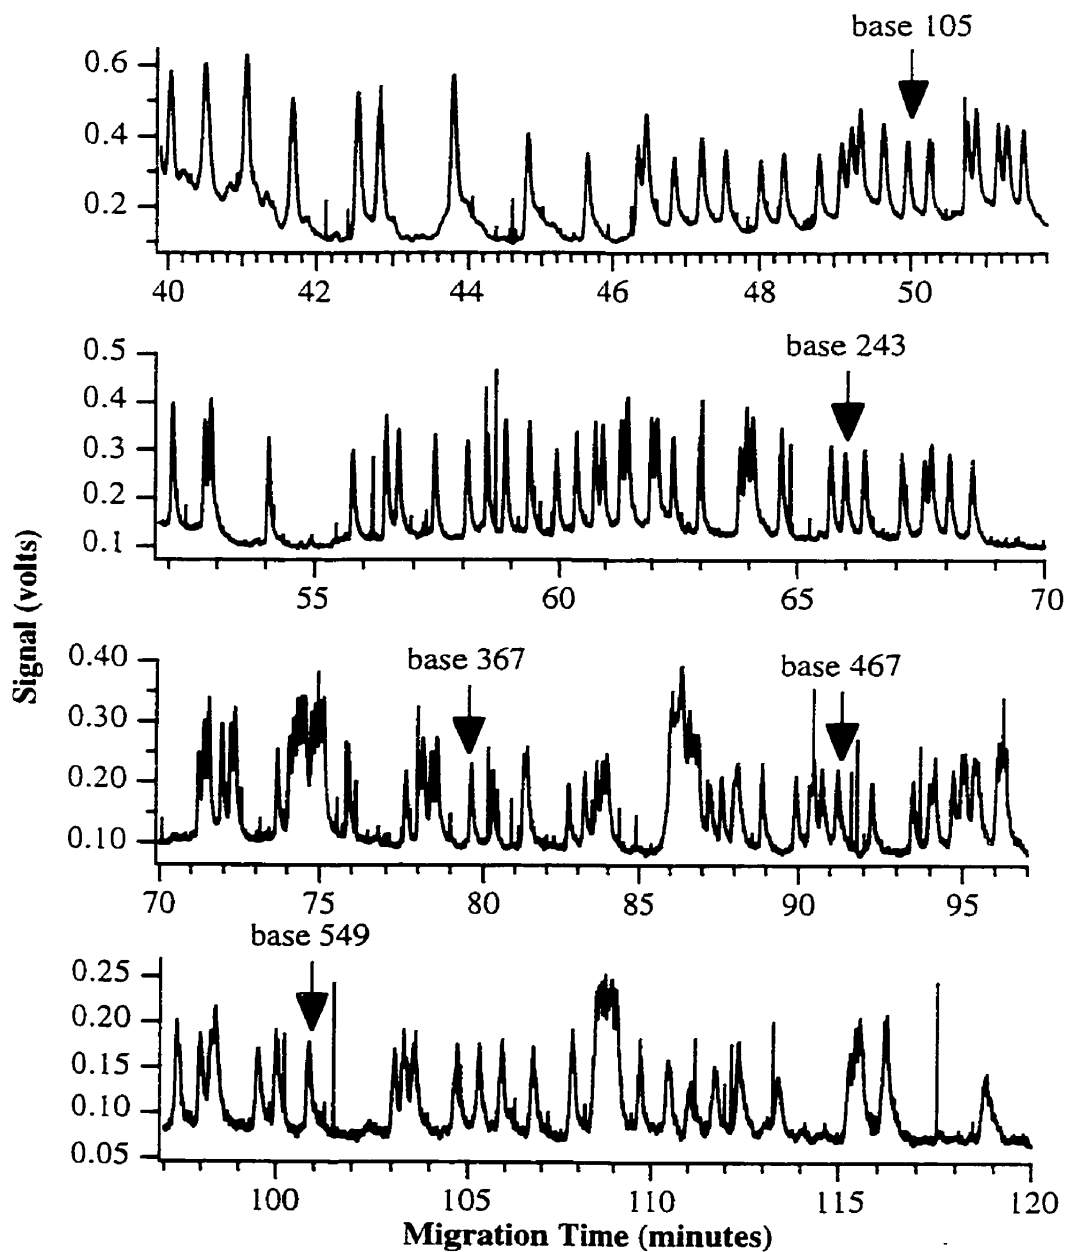 base 105
0.6
0.4
0.2
40 42 44 46 48 50
base 243
0.5
0.4
0.3
0.2
0.1
55 60 65 70
Signal (volts)
base 367 base 467
0.40
0.30
0.20
0.10
70 75 80 85 90 95
base 549
0.25
0.20
0.15
0.10
0.05
100 105 110 115 120
Migration Time (minutes)